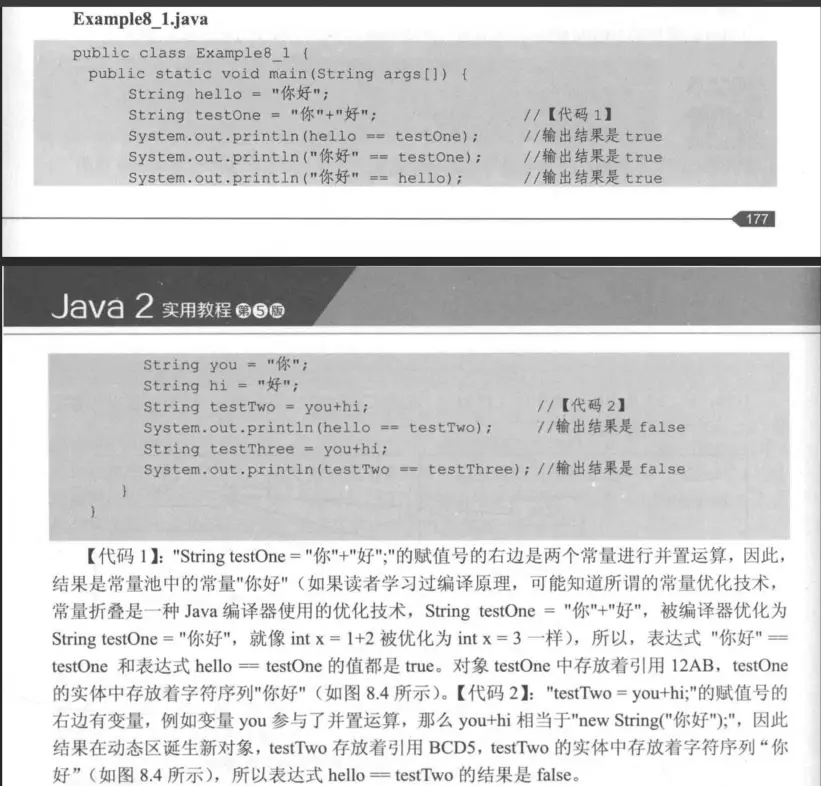 Example8_1.java
public class Example8_1 {
public static void main(String args[]) {
String hello = "你好";
String testOne = "你"+"好"; //【代码 1】
System.out.println(hello == testOne); //输出结果是 true
System.out.println("你好" == testOne); //输出结果是 true
System.out.println("你好" == hello); //输出结果是 true
177
Java 2 实用教程 第5版
String you = "你";
String hi = "好";
String testTwo = you+hi; //【代码 2】
System.out.println(hello == testTwo); //输出结果是 false
String testThree = you+hi;
System.out.println(testTwo == testThree); //输出结果是 false
}
}
【代码 1】："String testOne = "你"+"好";"的赋值号的右边是两个常量进行并置运算，因此，
结果是常量池中的常量"你好"（如果读者学习过编译原理，可能知道所谓的常量优化技术，
常量折叠是一种 Java 编译器使用的优化技术，String testOne = "你"+"好"，被编译器优化为
String testOne = "你好"，就像 int x = 1+2 被优化为 int x = 3 一样），所以，表达式 "你好" ==
testOne 和表达式 hello == testOne 的值都是 true。对象 testOne 中存放着引用 12AB，testOne
的实体中存放着字符序列"你好"（如图 8.4 所示）。【代码 2】："testTwo = you+hi;"的赋值号的
右边有变量，例如变量 you 参与了并置运算，那么 you+hi 相当于"new String("你好");"，因此
结果在动态区诞生新对象，testTwo 存放着引用 BCD5，testTwo 的实体中存放着字符序列“你
好”（如图 8.4 所示），所以表达式 hello == testTwo 的结果是 false。